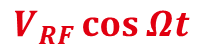 V_RF cos Ωt